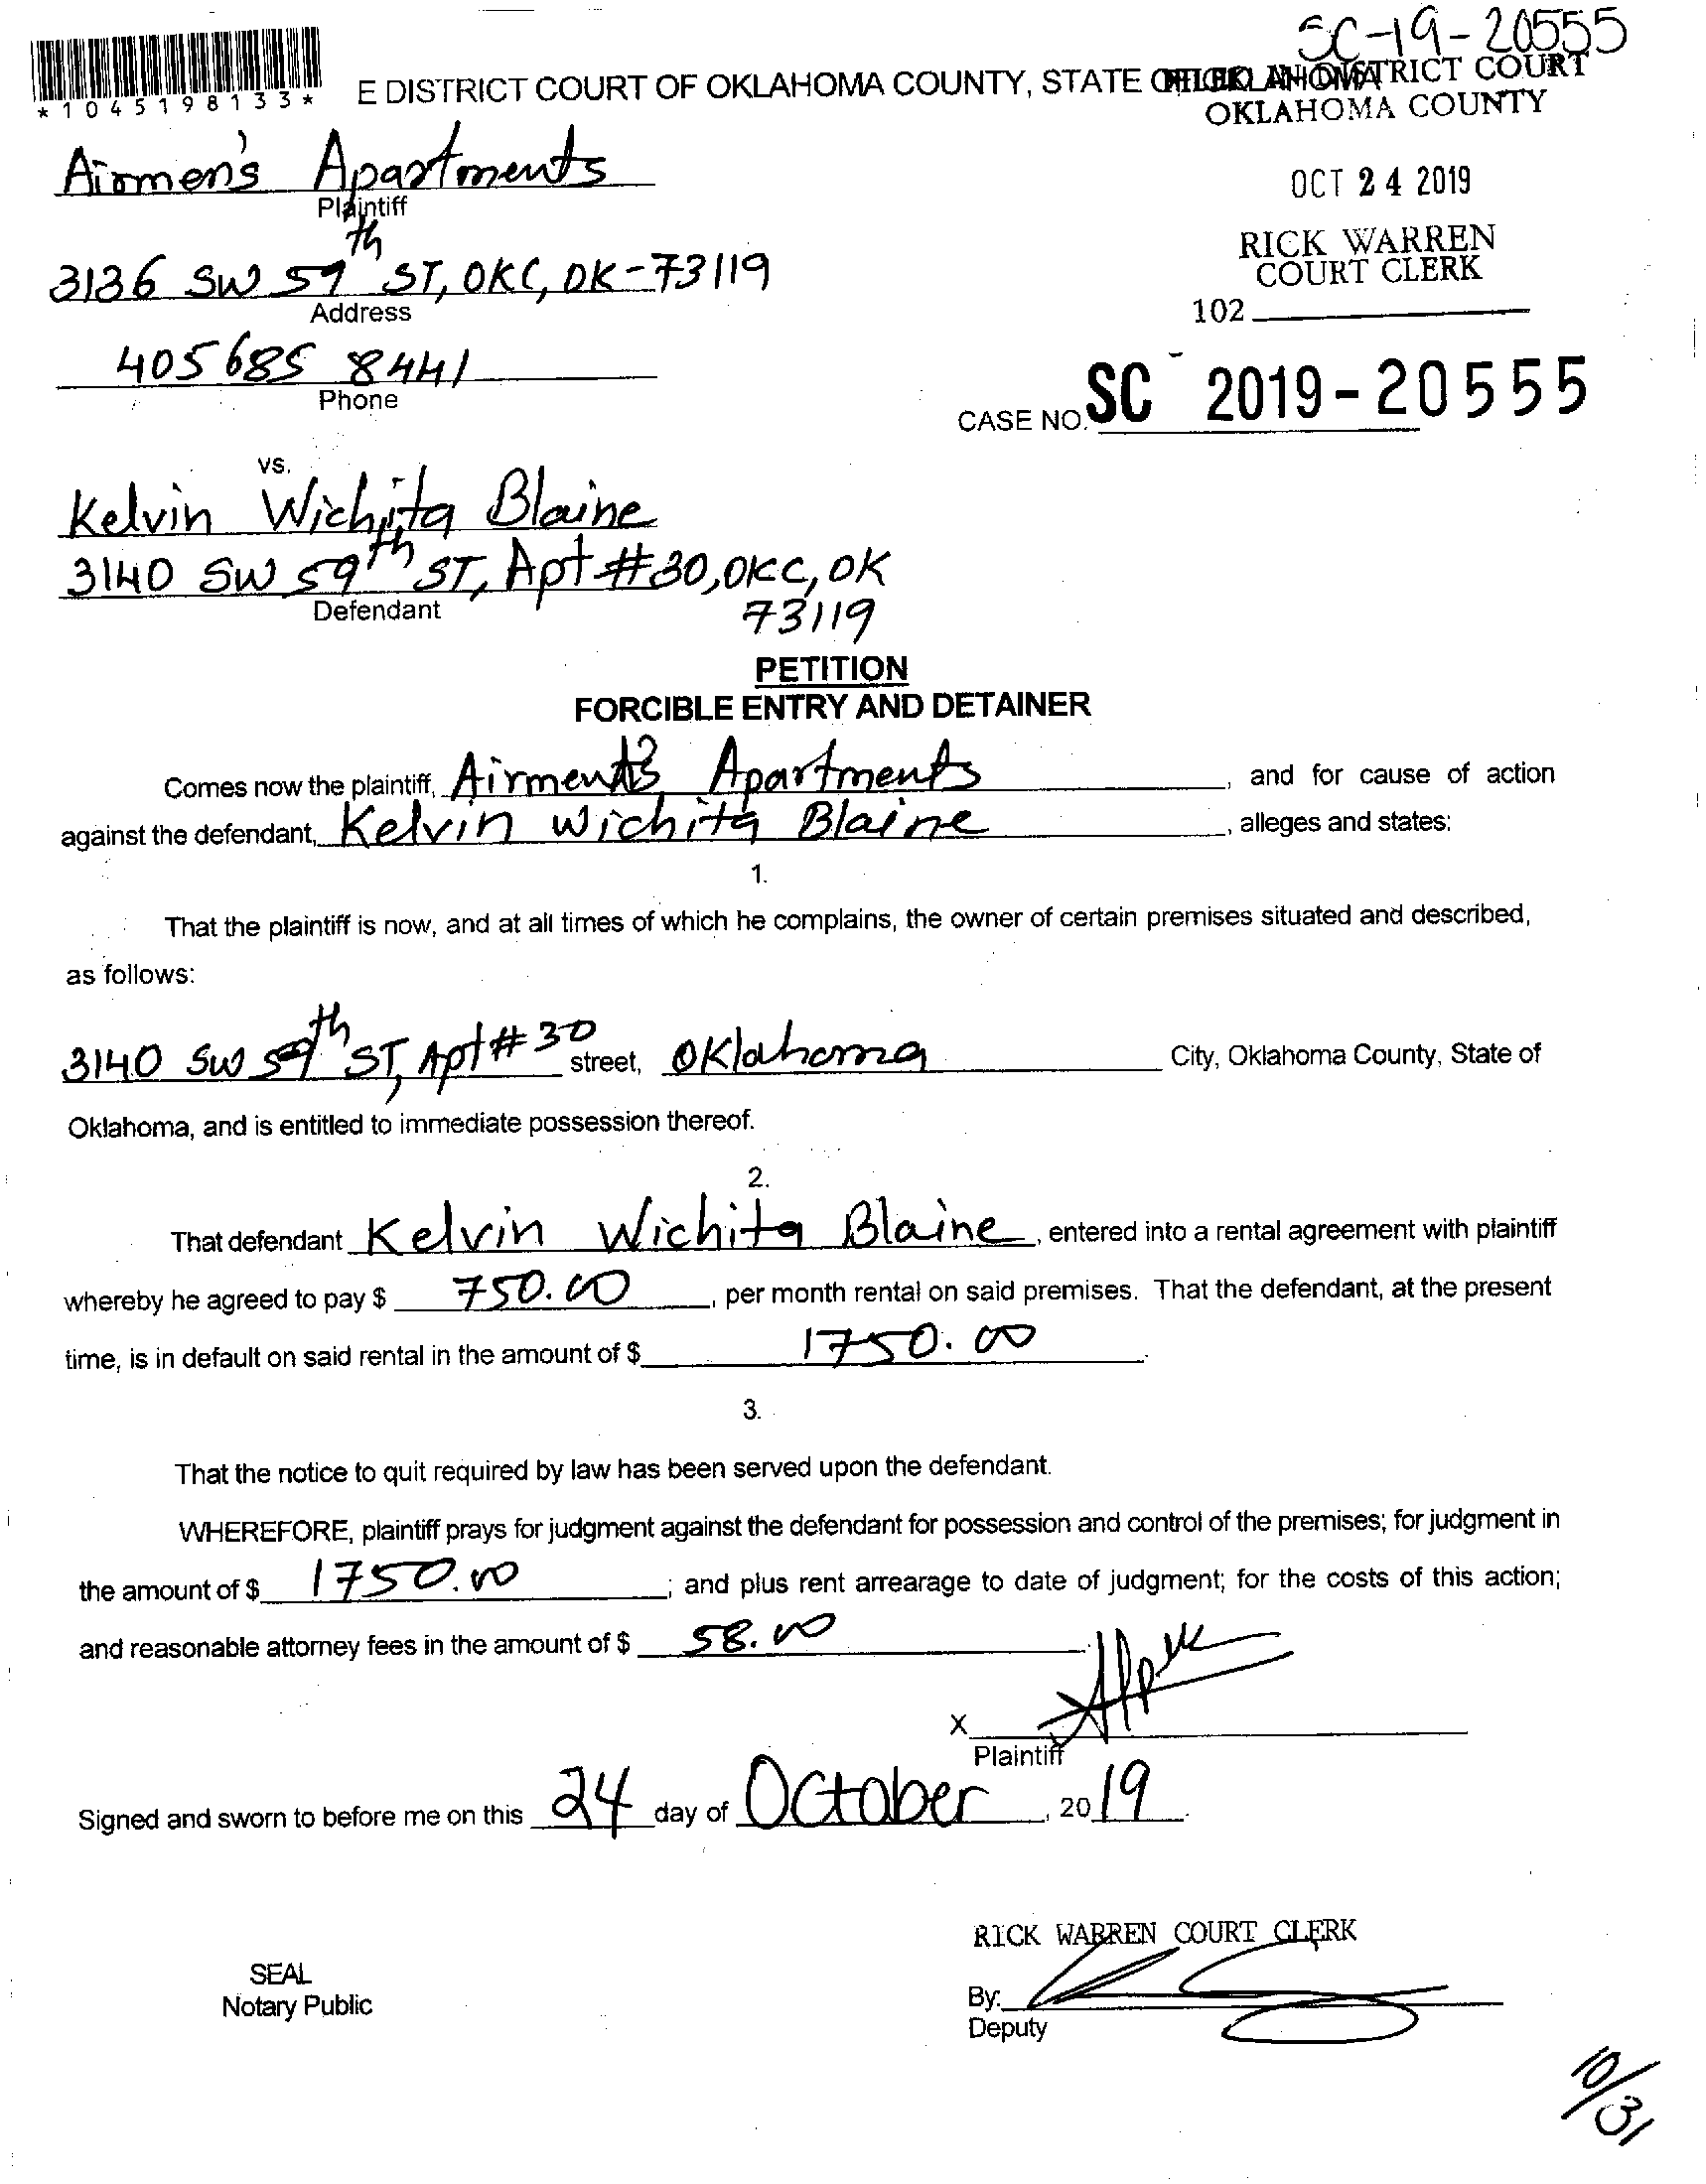 SC-19-20555
*1045198133*
E DISTRICT COURT OF OKLAHOMA COUNTY, STATE OF OKLAHOMA
FILED IN DISTRICT COURT
OKLAHOMA COUNTY
Airmen's Apartments
Plaintiff
OCT 24 2019
RICK WARREN
COURT CLERK
102
3136 SW 59th ST, OKC, OK-73119
Address
405 685 8441
Phone
CASE NO. SC 2019-20555
vs.
Kelvin Wichita Blaine
3140 SW 59th ST, Apt #30, OKC, OK
73119
Defendant
PETITION
FORCIBLE ENTRY AND DETAINER
Comes now the plaintiff, Airment's Apartments, and for cause of action
against the defendant, Kelvin Wichita Blaine, alleges and states:
1.
That the plaintiff is now, and at all times of which he complains, the owner of certain premises situated and described,
as follows:
3140 SW 59th ST, Apt # 30 street, Oklahoma City, Oklahoma County, State of
Oklahoma, and is entitled to immediate possession thereof.
2.
That defendant Kelvin Wichita Blaine, entered into a rental agreement with plaintiff
whereby he agreed to pay $ 750.00, per month rental on said premises. That the defendant, at the present
time, is in default on said rental in the amount of $ 1750.00.
3.
That the notice to quit required by law has been served upon the defendant.
WHEREFORE, plaintiff prays for judgment against the defendant for possession and control of the premises; for judgment in
the amount of $ 1750.00; and plus rent arrearage to date of judgment; for the costs of this action;
and reasonable attorney fees in the amount of $ 58.00.
X
Plaintiff
Signed and sworn to before me on this 24 day of October, 2019.
RICK WARREN COURT CLERK
SEAL
Notary Public
By:
Deputy
10/31